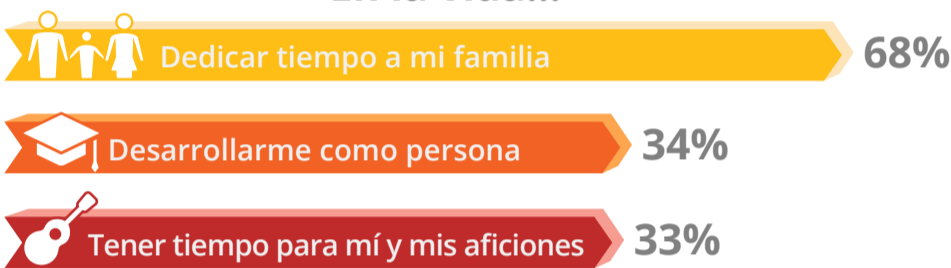 Dedicar tiempo a mi familia 68%
Desarrollarme como persona 34%
Tener tiempo para mí y mis aficiones 33%